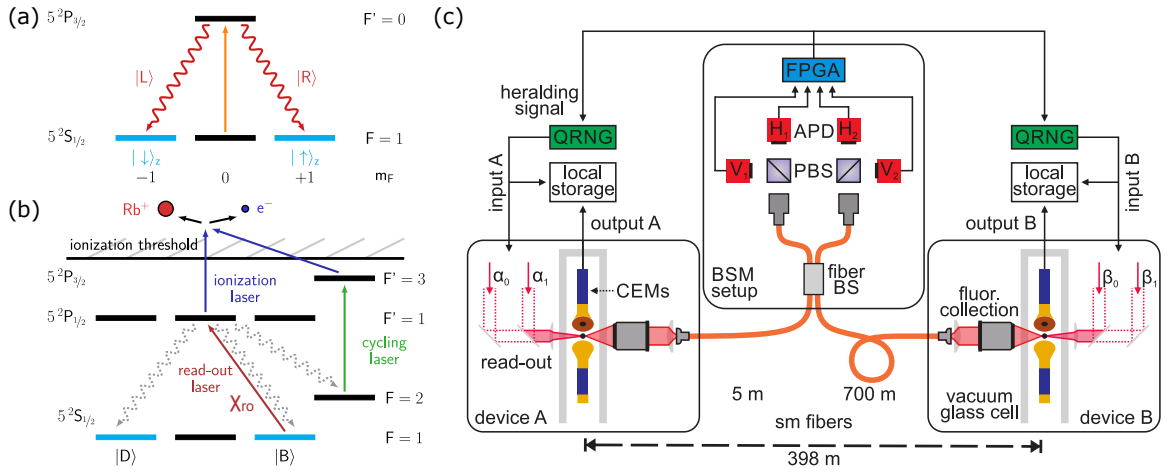 (a)
5 ²P₃/₂
F' = 0
|L⟩
|R⟩
5 ²S₁/₂
F = 1
|↓⟩z
|↑⟩z
−1
0
+1
m_F
(b)
Rb⁺
e⁻
ionization threshold
5 ²P₃/₂
F' = 3
ionization
laser
5 ²P₁/₂
F' = 1
cycling
laser
read-out
laser
χro
F = 2
5 ²S₁/₂
F = 1
|D⟩
|B⟩
(c)
FPGA
heralding
signal
QRNG
H₁
APD
H₂
QRNG
V₁
PBS
V₂
local
storage
local
storage
input A
input B
output A
output B
α₀
α₁
CEMs
BSM
setup
fiber
BS
fluor.
collection
β₀
β₁
read-out
5 m
700 m
vacuum
glass cell
device A
sm fibers
device B
398 m